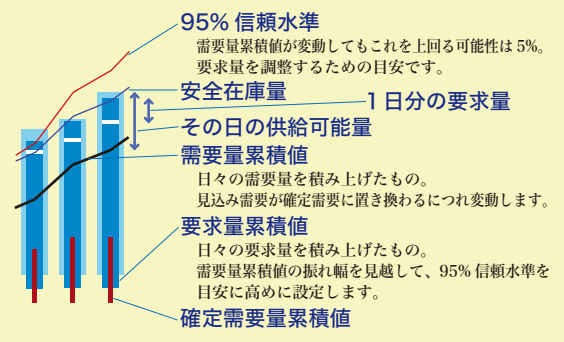 95% 信頼水準
需要量累積値が変動してもこれを上回る可能性は 5%。
要求量を調整するための目安です。
安全在庫量
1 日分の要求量
その日の供給可能量
需要量累積値
日々の需要量を積み上げたもの。
見込み需要が確定需要に置き換わるにつれ変動します。
要求量累積値
日々の要求量を積み上げたもの。
需要量累積値の振れ幅を見越して、95% 信頼水準を
目安に高めに設定します。
確定需要量累積値